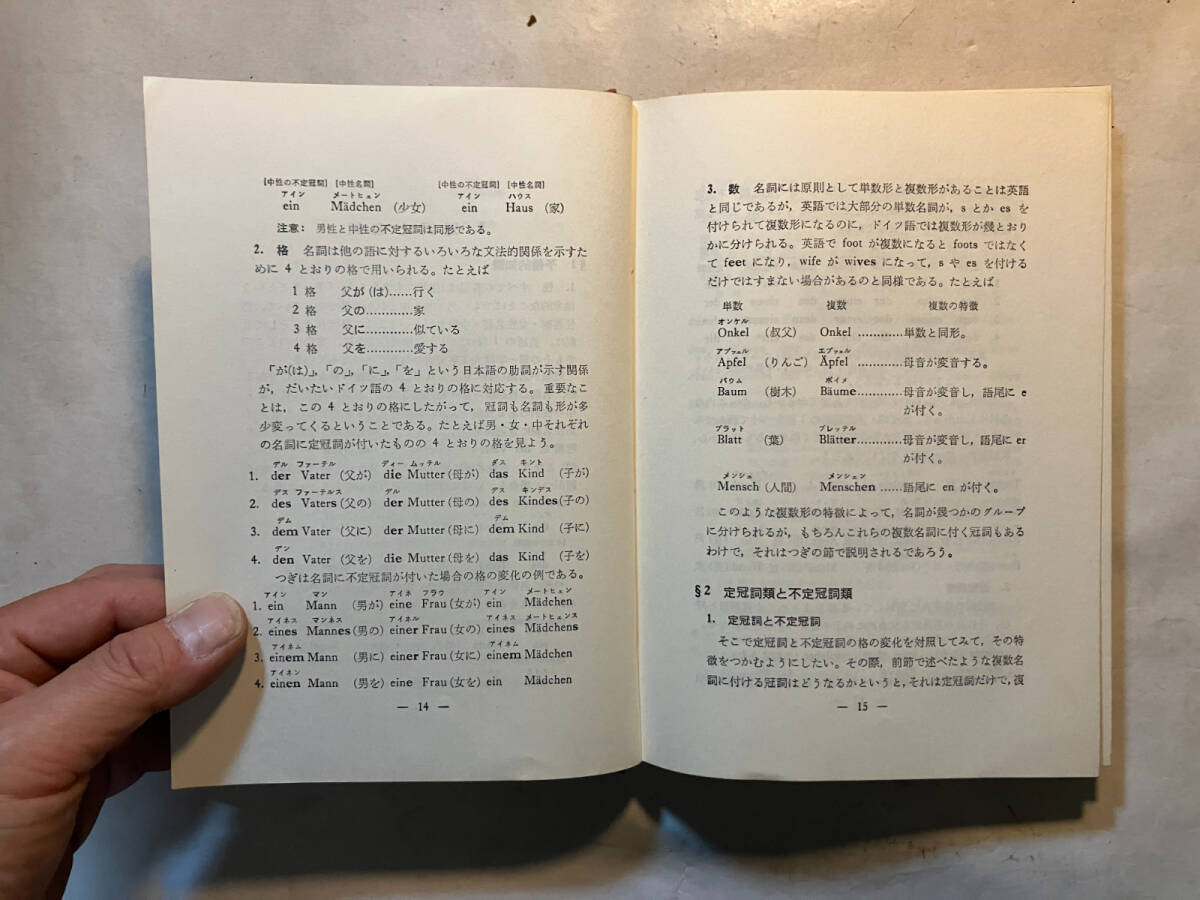 [中性の不定冠詞] [中性名詞] [中性の不定冠詞] [中性名詞]
アイン メートヒェン アイン ハウス
ein Mädchen (少女) ein Haus (家)
注意: 男性と中性の不定冠詞は同形である。
2. 格 名詞は他の語に対するいろいろな文法的関係を示すた
めに 4 とおりの格で用いられる。たとえば
1 格 父が (は)......行く
2 格 父の............家
3 格 父に............似ている
4 格 父を............愛する
「が(は)」,「の」,「に」,「を」という日本語の助詞が示す関係
が, だいたいドイツ語の 4 とおりの格に対応する。重要なこ
とは, この 4 とおりの格にしたがって, 冠詞も名詞も形が多
少変ってくるということである。たとえば男・女・中それぞれ
の名詞に定冠詞が付いたものの 4 とおりの格を見よう。
デル ファーテル ディー ムッテル ダス キント
1. der Vater (父が) die Mutter (母が) das Kind (子が)
デス ファーテルス デル デス キンデス
2. des Vaters (父の) der Mutter (母の) des Kindes (子の)
デム デム
3. dem Vater (父に) der Mutter (母に) dem Kind (子に)
デン
4. den Vater (父を) die Mutter (母を) das Kind (子を)
つぎは名詞に不定冠詞が付いた場合の格の変化の例である。
アイン マン アイネ フラウ アイン メートヒェン
1. ein Mann (男が) eine Frau (女が) ein Mädchen
アイネス マンネス アイネル アイネス メートヒェンス
2. eines Mannes (男の) einer Frau (女の) eines Mädchens
アイネム アイネム
3. einem Mann (男に) einer Frau (女に) einem Mädchen
アイネン
4. einen Mann (男を) eine Frau (女を) ein Mädchen
— 14 —
3. 数 名詞には原則として単数形と複数形があることは英語
と同じであるが, 英語では大部分の単数名詞が, s とか es を
付けられて複数形になるのに, ドイツ語では複数形が幾とおり
かに分けられる。英語で foot が複数になると foots ではなく
て feet になり, wife が wives になって, s や es を付ける
だけではすまない場合があるのと同様である。たとえば
単数 複数 複数の特徴
オンケル
Onkel (叔父) Onkel ............単数と同形。
アプフェル エプフェル
Apfel (りんご) Äpfel ............母音が変音する。
バウム ボイメ
Baum (樹木) Bäume............母音が変音し, 語尾に e
が付く。
ブラット ブレッテル
Blatt (葉) Blätter............母音が変音し, 語尾に er
が付く。
メンシュ メンシェン
Mensch (人間) Menschen ......語尾に en が付く。
このような複数形の特徴によって, 名詞が幾つかのグループ
に分けられるが, もちろんこれらの複数名詞に付く冠詞もある
わけで, それはつぎの節で説明されるであろう。
§2 定冠詞類と不定冠詞類
1. 定冠詞と不定冠詞
そこで定冠詞と不定冠詞の格の変化を対照してみて, その特
徴をつかむようにしたい。その際, 前節で述べたような複数名
詞に付ける冠詞はどうなるかというと, それは定冠詞だけで, 複
— 15 —